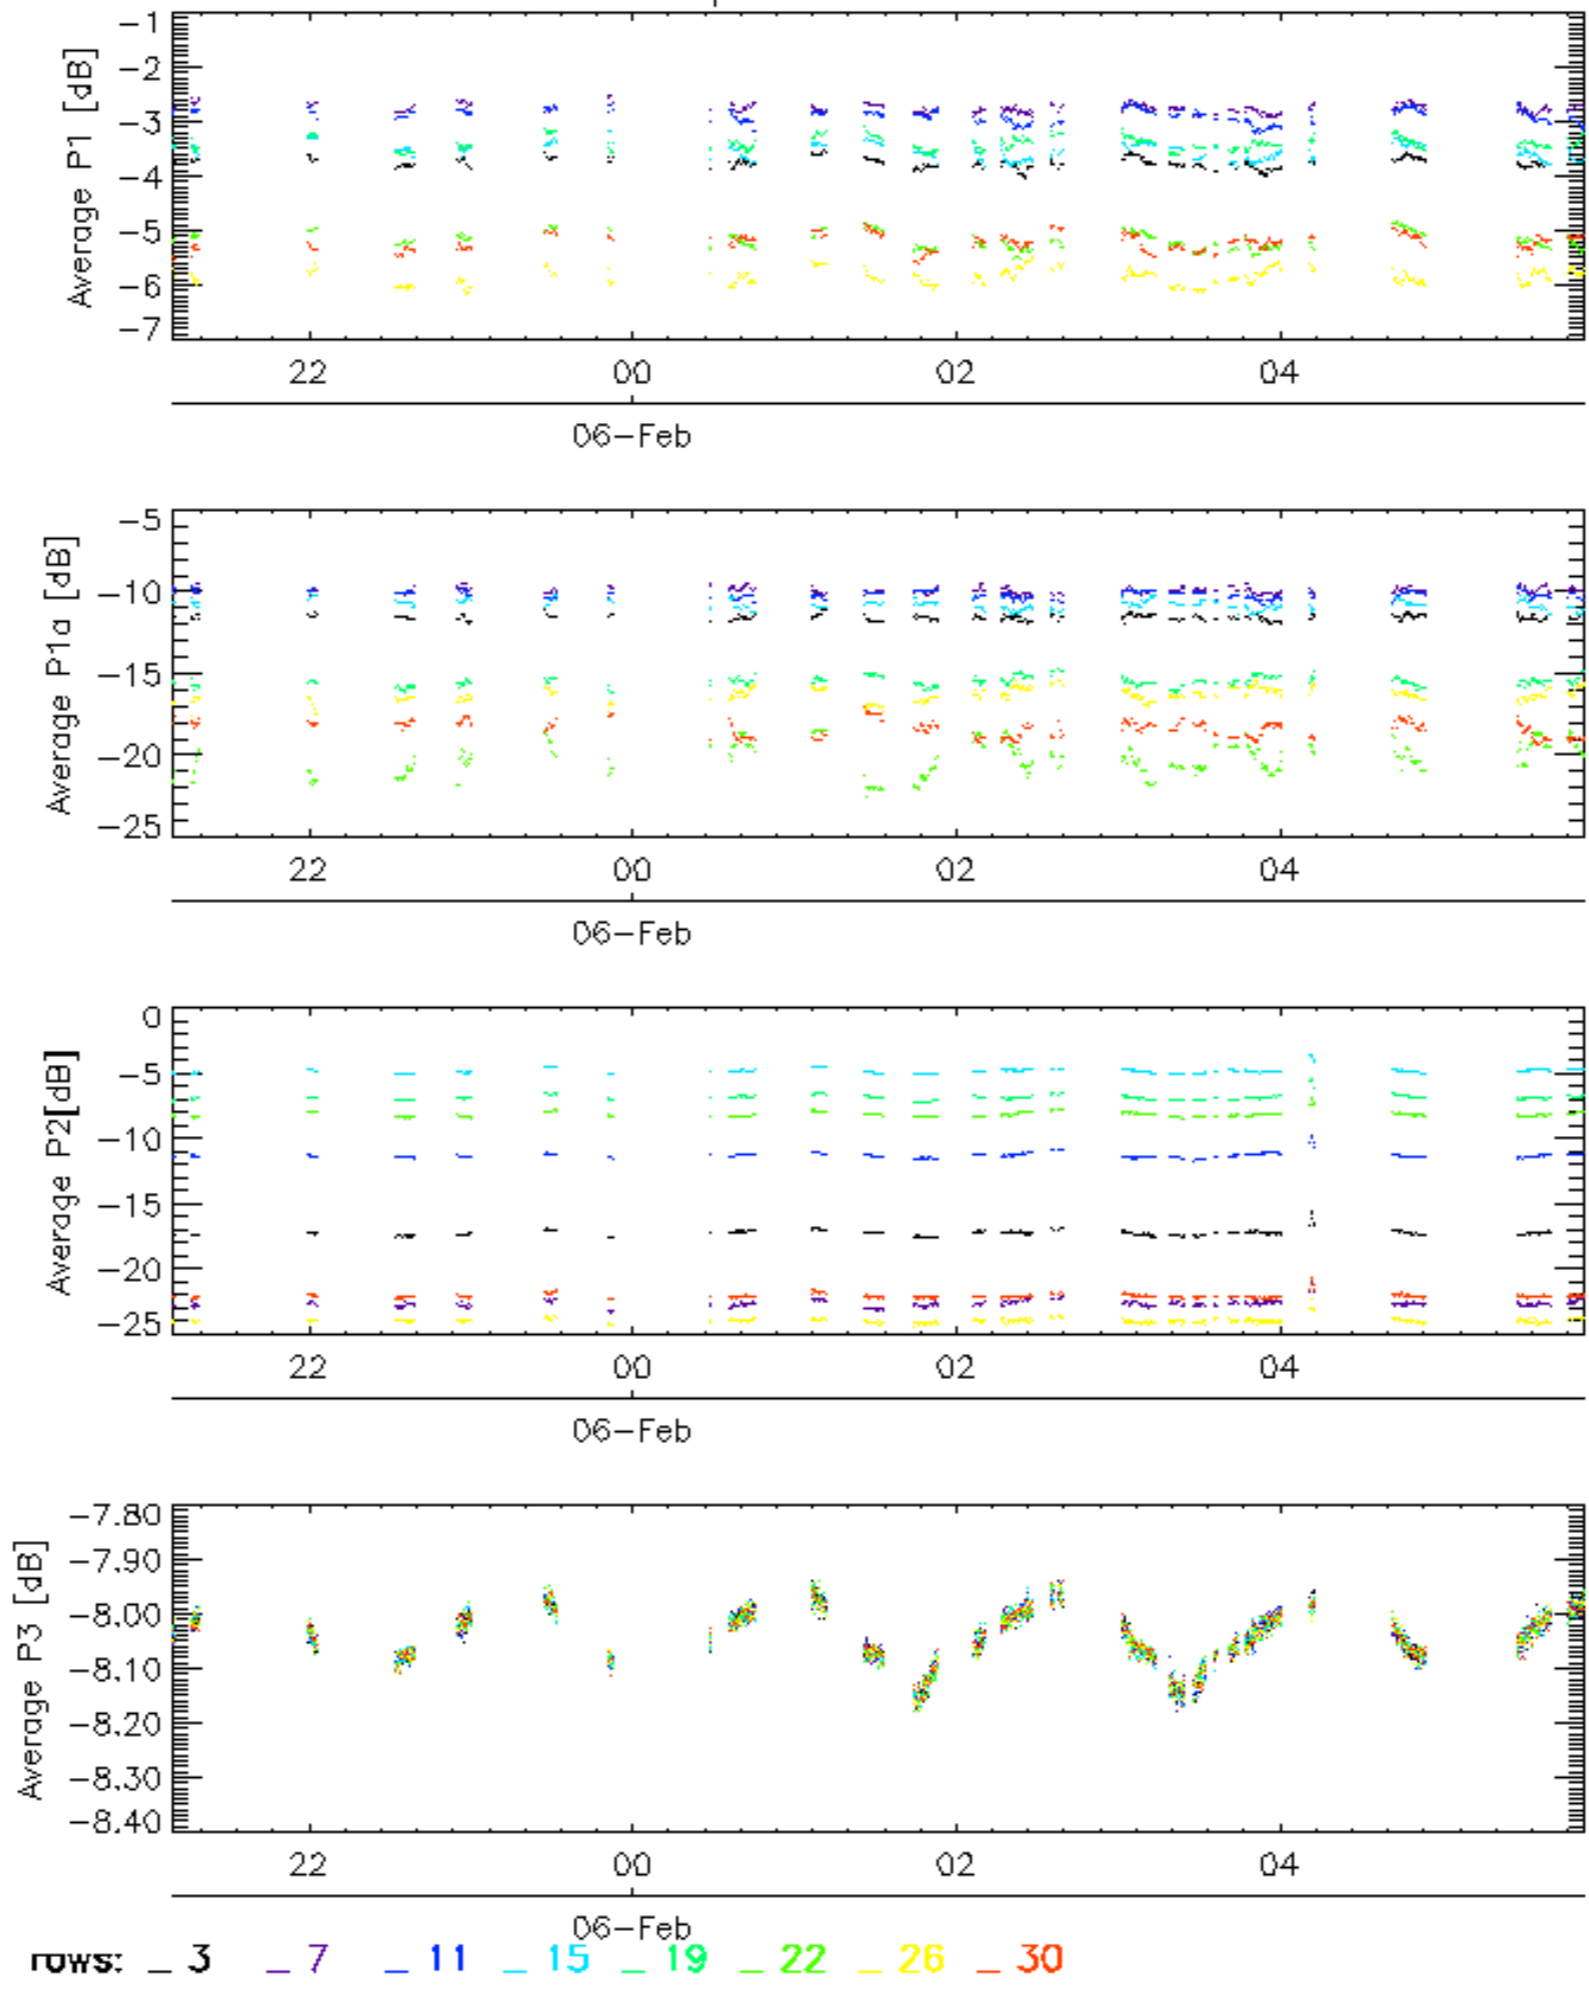 Average P1 [dB]
-1
-2
-3
-4
-5
-6
-7
22 00 02 04
06-Feb
Average P1a [dB]
-5
-10
-15
-20
-25
22 00 02 04
06-Feb
Average P2[dB]
0
-5
-10
-15
-20
-25
22 00 02 04
06-Feb
Average P3 [dB]
-7.80
-7.90
-8.00
-8.10
-8.20
-8.30
-8.40
22 00 02 04
06-Feb
rows: _ 3 _ 7 _ 11 _ 15 _ 19 _ 22 _ 26 _ 30